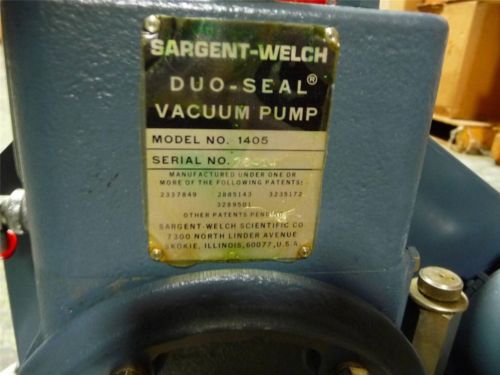 SARGENT-WELCH
DUO-SEAL®
VACUUM PUMP
MODEL NO. 1405
SERIAL NO.
MANUFACTURED UNDER ONE OR
MORE OF THE FOLLOWING PATENTS:
2337849 2885143 3235172
3289501
OTHER PATENTS
SARGENT-WELCH SCIENTIFIC CO
7300 NORTH LINDER AVENUE
SKOKIE, ILLINOIS, 60077, U.S.A